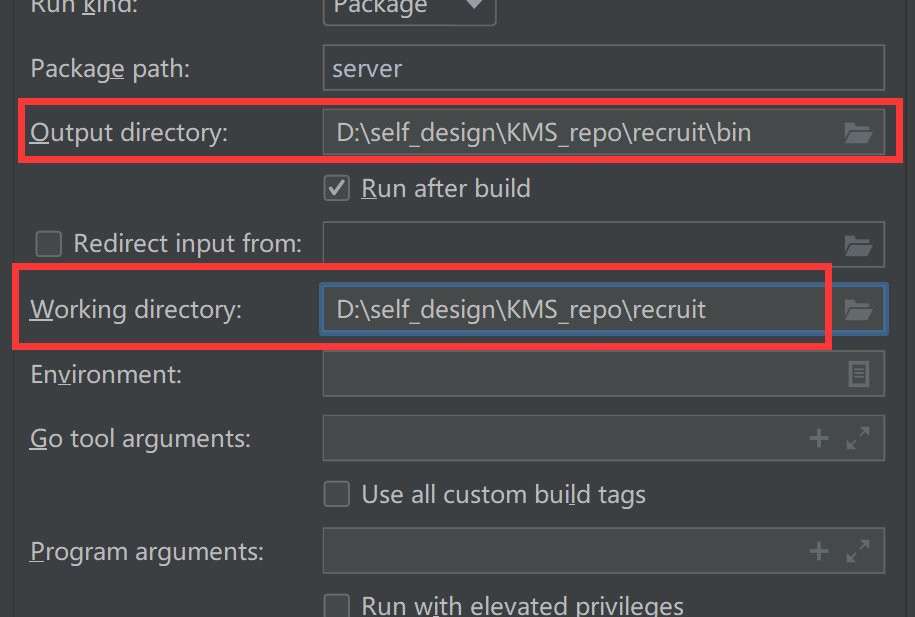 Run kind:
Package
Package path:
server
Output directory:
D:\self_design\KMS_repo\recruit\bin
Run after build
Redirect input from:
Working directory:
D:\self_design\KMS_repo\recruit
Environment:
Go tool arguments:
Use all custom build tags
Program arguments:
Run with elevated privileges